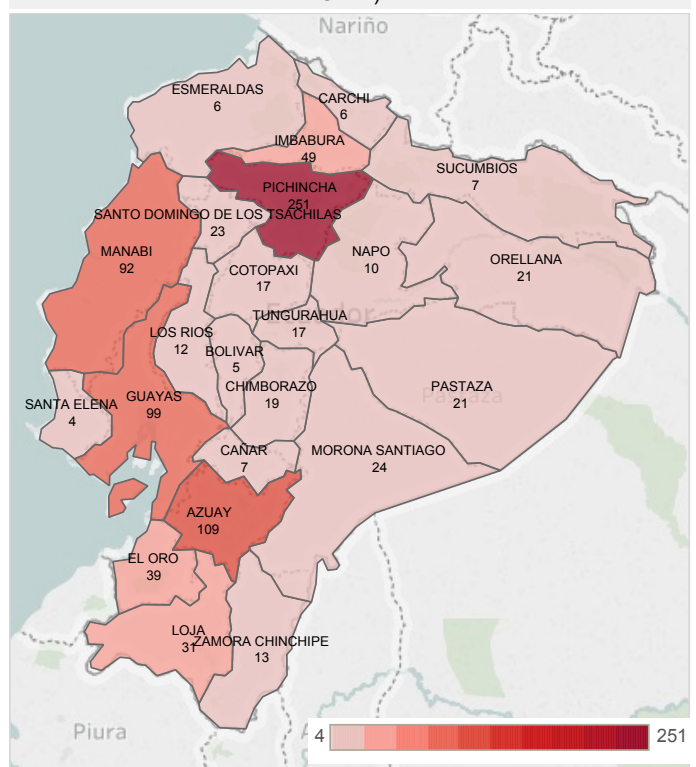 Nariño
ESMERALDAS
6
CARCHI
6
IMBABURA
49
SUCUMBIOS
7
PICHINCHA
251
SANTO DOMINGO DE LOS TSACHILAS
23
MANABI
92
NAPO
10
ORELLANA
21
COTOPAXI
17
Ecuador
TUNGURAHUA
17
LOS RIOS
12
BOLIVAR
5
CHIMBORAZO
19
PASTAZA
21
Pastaza
GUAYAS
99
SANTA ELENA
4
CAÑAR
7
MORONA SANTIAGO
24
AZUAY
109
EL ORO
39
LOJA
31
ZAMORA CHINCHIPE
13
Piura
4
251